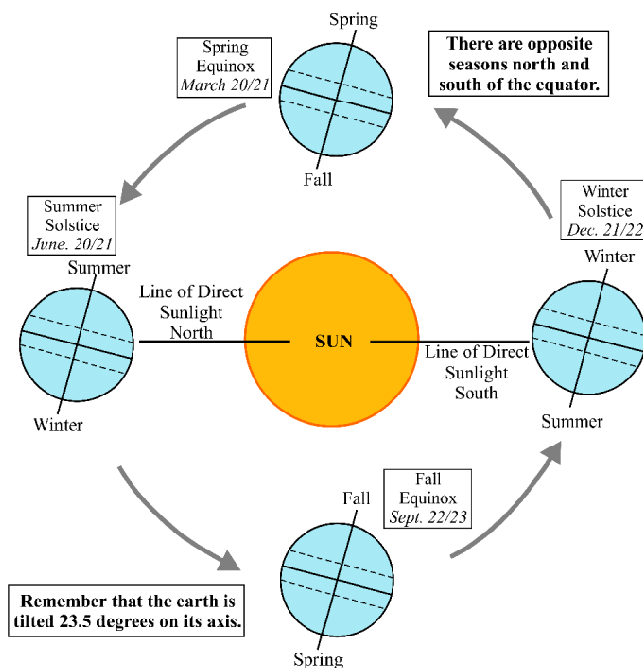 Spring
Spring
Equinox
March 20/21
There are opposite
seasons north and
south of the equator.
Fall
Summer
Solstice
June. 20/21
Winter
Solstice
Dec. 21/22
Summer
Winter
Line of Direct
Sunlight
North
SUN
Line of Direct
Sunlight
South
Winter
Summer
Fall
Fall
Equinox
Sept. 22/23
Remember that the earth is
tilted 23.5 degrees on its axis.
Spring